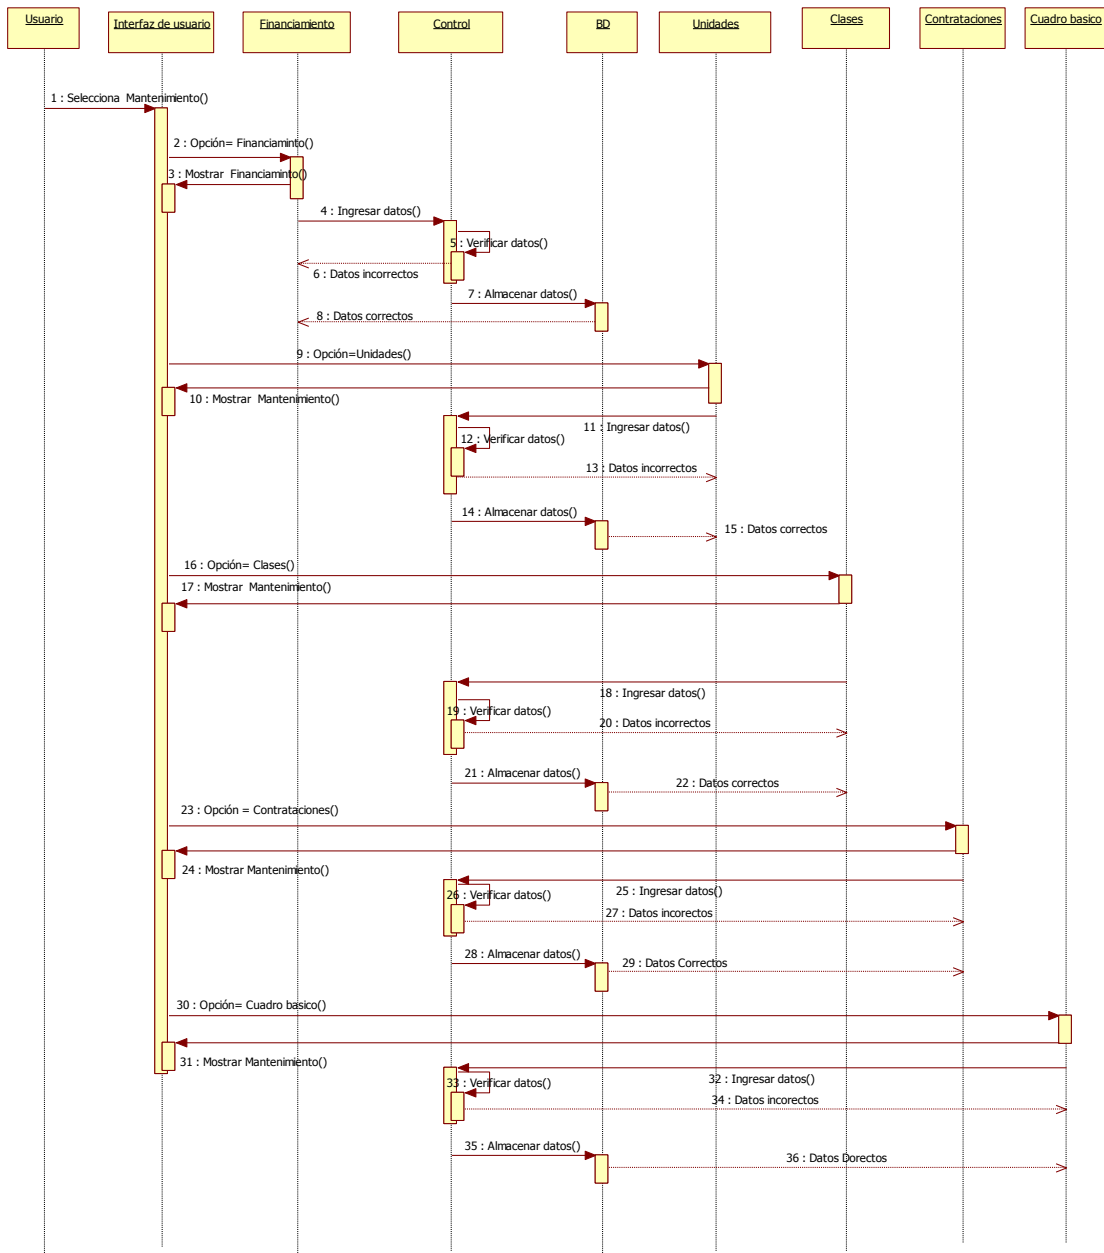 Usuario
Interfaz de usuario
Financiamiento
Control
BD
Unidades
Clases
Contrataciones
Cuadro basico
1 : Selecciona  Mantenimiento()
2 : Opción= Financiaminto()
3 : Mostrar  Financiaminto()
4 : Ingresar datos()
5 : Verificar datos()
6 : Datos incorrectos
7 : Almacenar datos()
8 : Datos correctos
9 : Opción=Unidades()
10 : Mostrar  Mantenimiento()
11 : Ingresar datos()
12 : Verificar datos()
13 : Datos incorrectos
14 : Almacenar datos()
15 : Datos correctos
16 : Opción= Clases()
17 : Mostrar  Mantenimiento()
18 : Ingresar datos()
19 : Verificar datos()
20 : Datos incorrectos
21 : Almacenar datos()
22 : Datos correctos
23 : Opción = Contrataciones()
24 : Mostrar Mantenimiento()
25 : Ingresar datos()
26 : Verificar datos()
27 : Datos incorectos
28 : Almacenar datos()
29 : Datos Correctos
30 : Opción= Cuadro basico()
31 : Mostrar Mantenimiento()
32 : Ingresar datos()
33 : Verificar datos()
34 : Datos incorectos
35 : Almacenar datos()
36 : Datos Dorectos